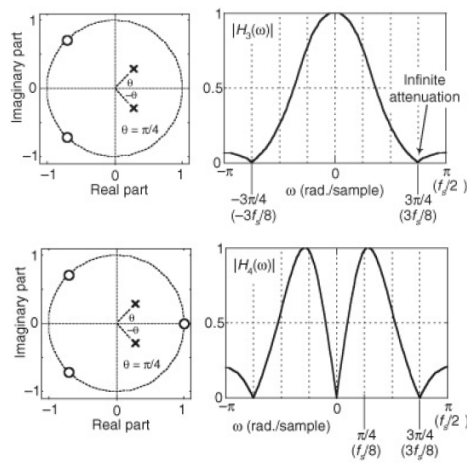 Imaginary part
1
0
−1
−1 0 1
Real part
θ
−θ
θ = π/4
|H₃(ω)|
1
0.5
0
Infinite
attenuation
−π 0 π
ω (rad./sample) (fₛ/2)
−3π/4 3π/4
(−3fₛ/8) (3fₛ/8)
Imaginary part
1
0
−1
−1 0 1
Real part
θ
−θ
θ = π/4
|H₄(ω)|
1
0.5
0
−π 0 π
ω (rad./sample) (fₛ/2)
π/4 3π/4
(fₛ/8) (3fₛ/8)